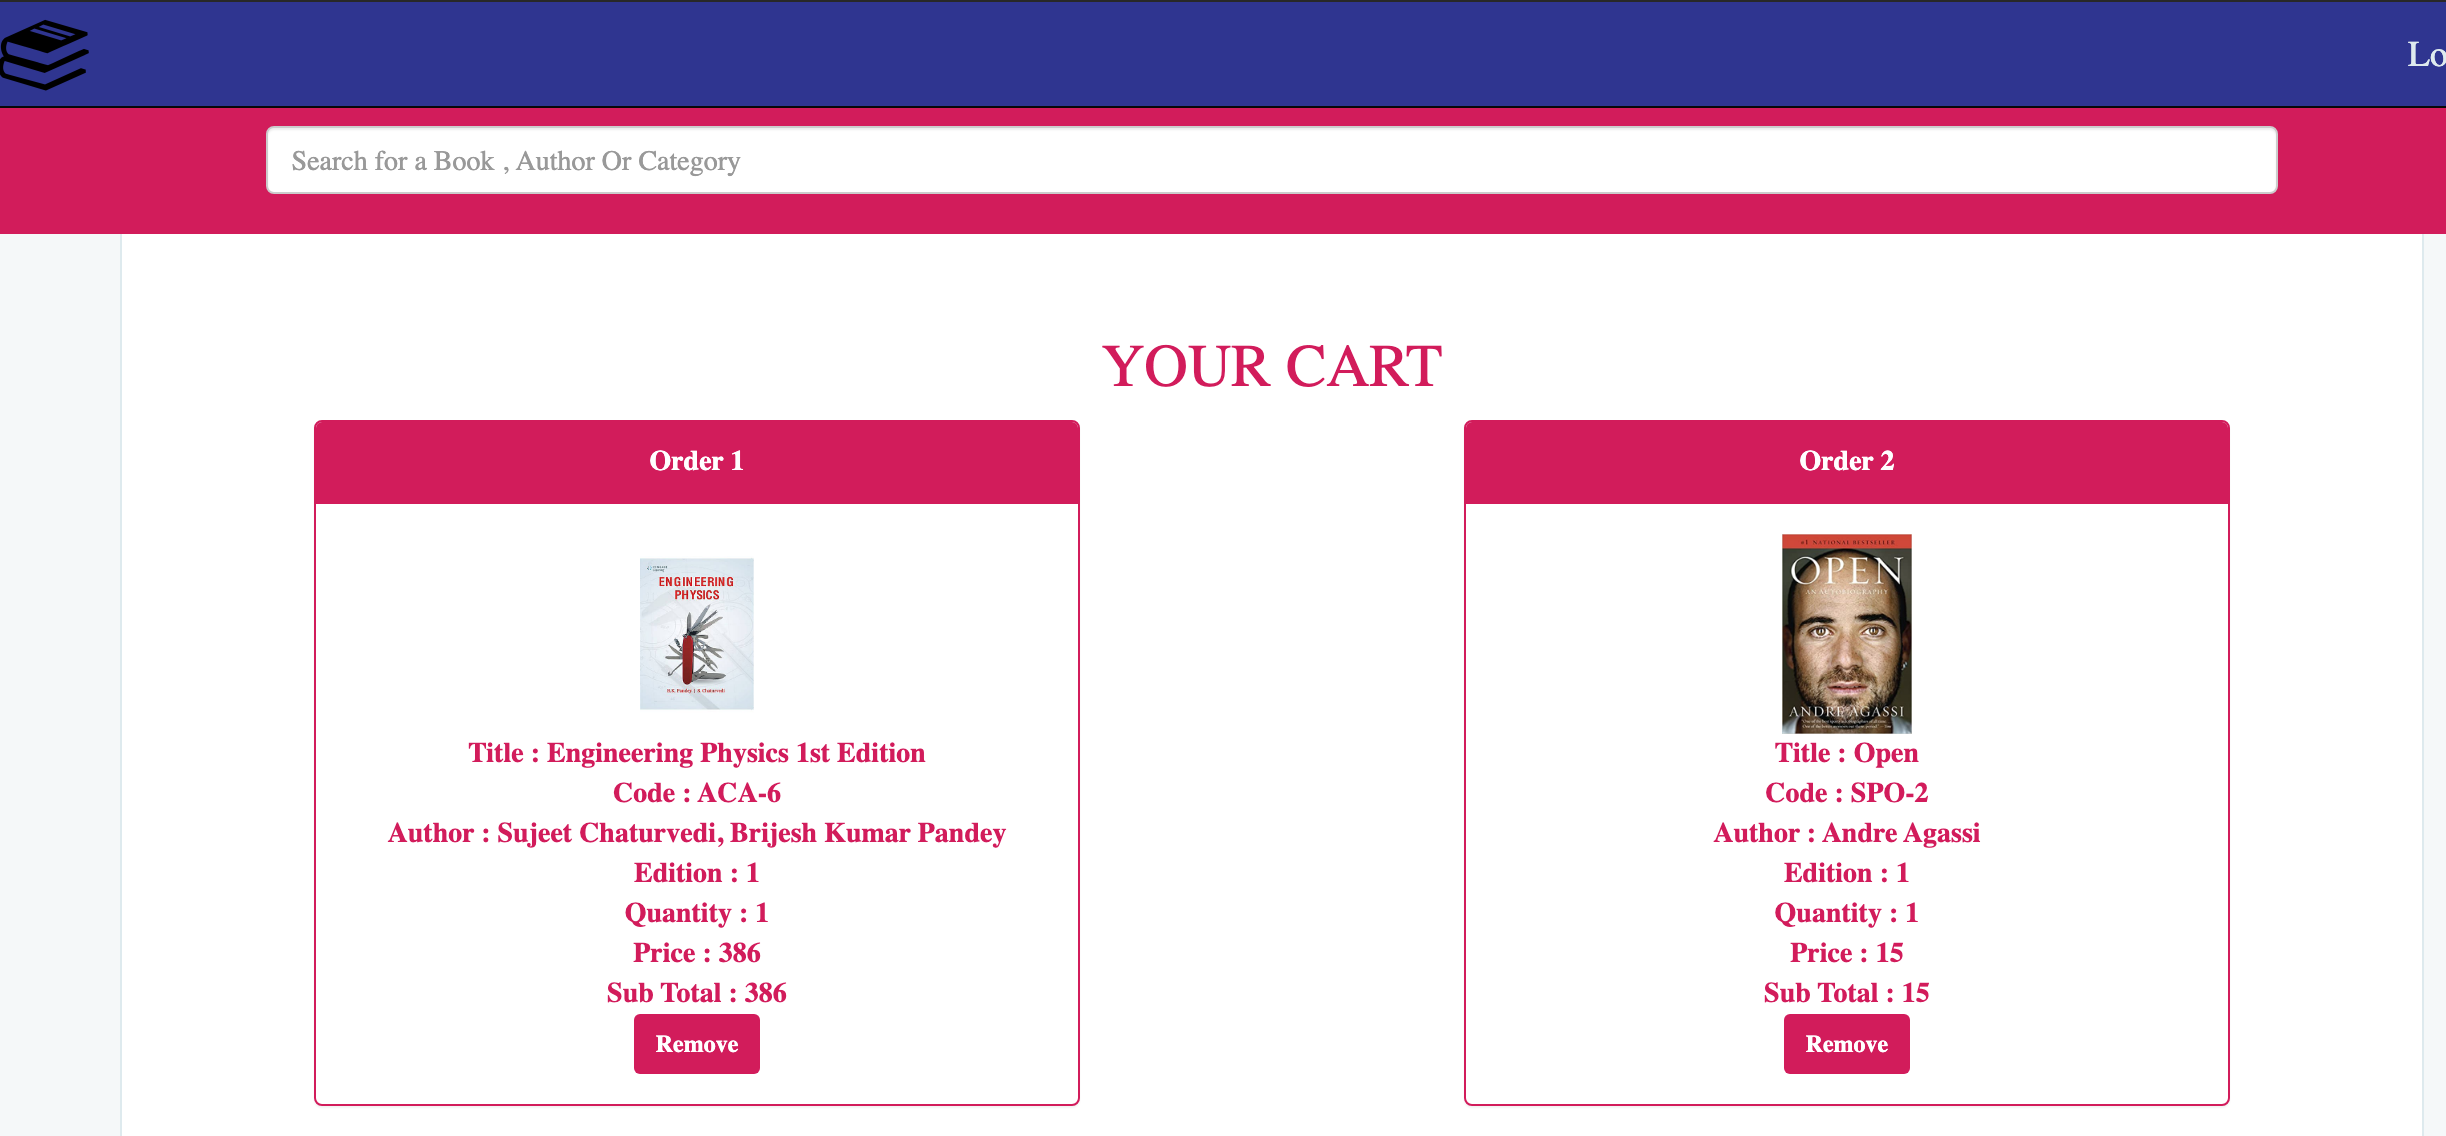 Lo
Search for a Book , Author Or Category
YOUR CART
Order 1
ENGINEERING
PHYSICS
Title : Engineering Physics 1st Edition
Code : ACA-6
Author : Sujeet Chaturvedi, Brijesh Kumar Pandey
Edition : 1
Quantity : 1
Price : 386
Sub Total : 386
Remove
Order 2
#1 NATIONAL BESTSELLER
OPEN
AN AUTOBIOGRAPHY
ANDRE AGASSI
Title : Open
Code : SPO-2
Author : Andre Agassi
Edition : 1
Quantity : 1
Price : 15
Sub Total : 15
Remove